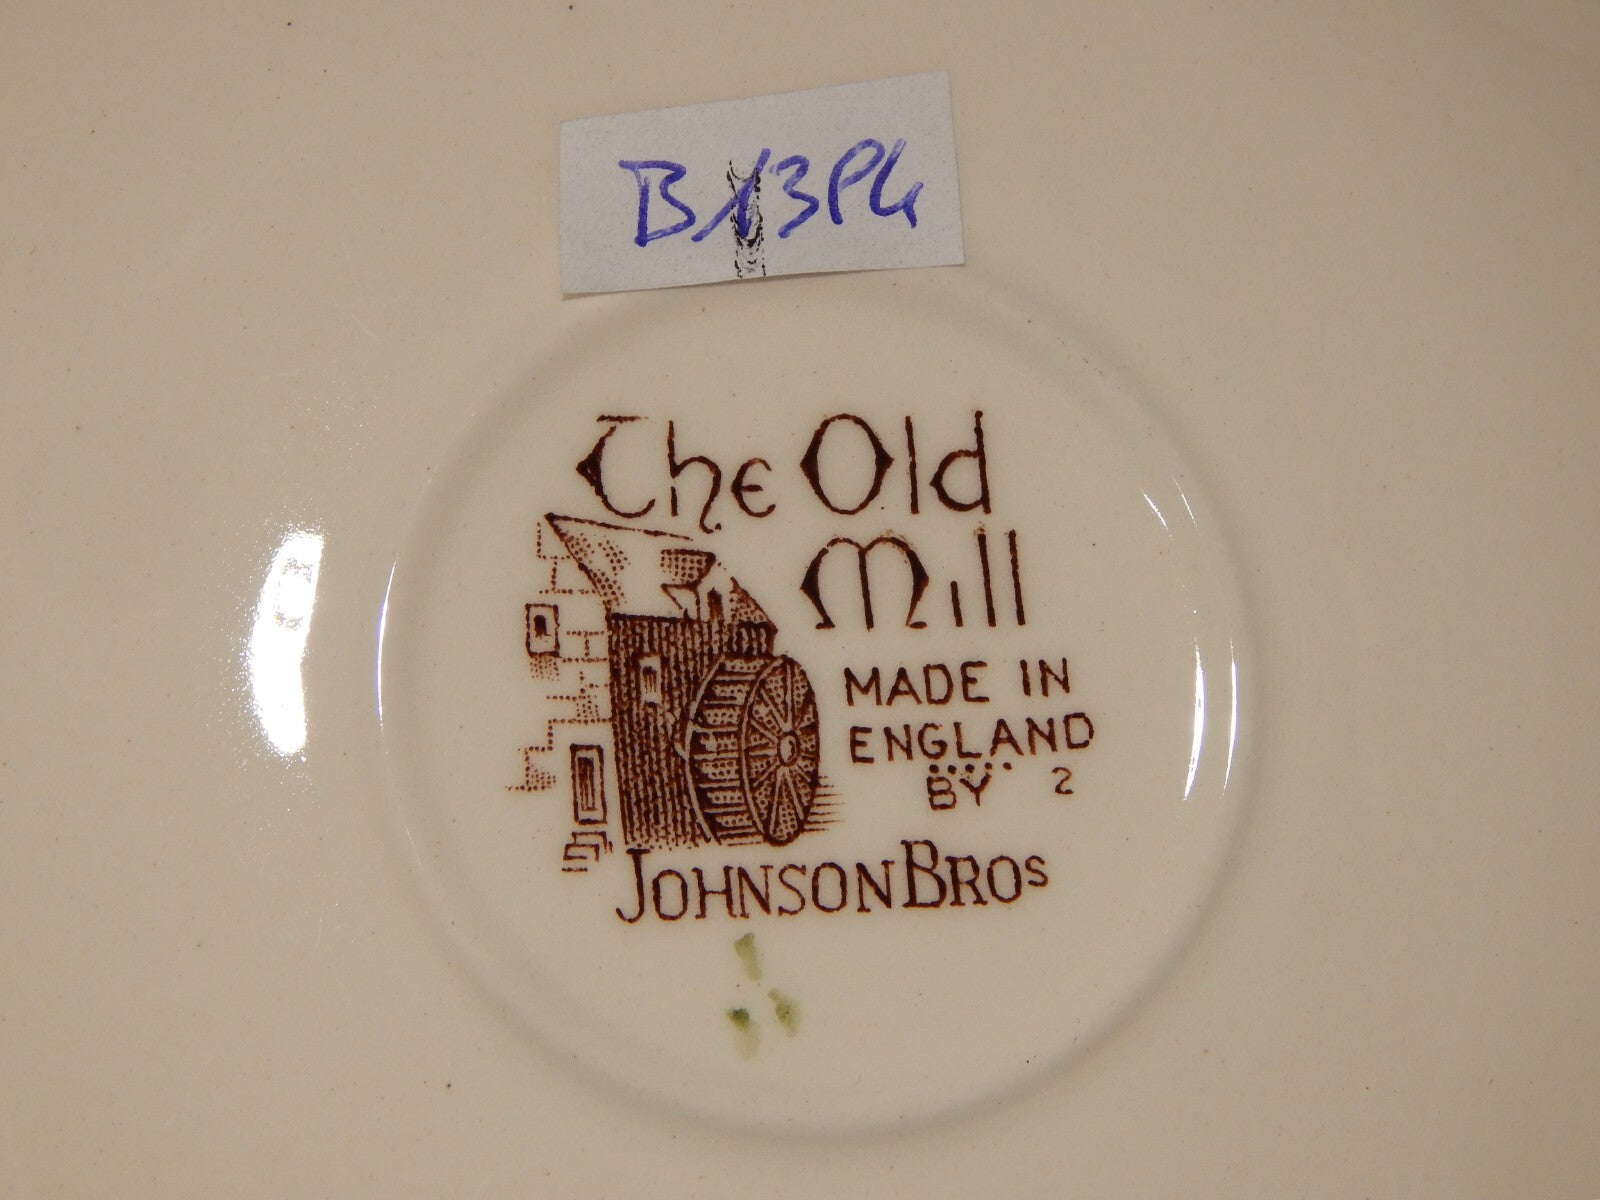 B13PG
The Old
Mill
MADE IN
ENGLAND
BY 2
JOHNSON BROS